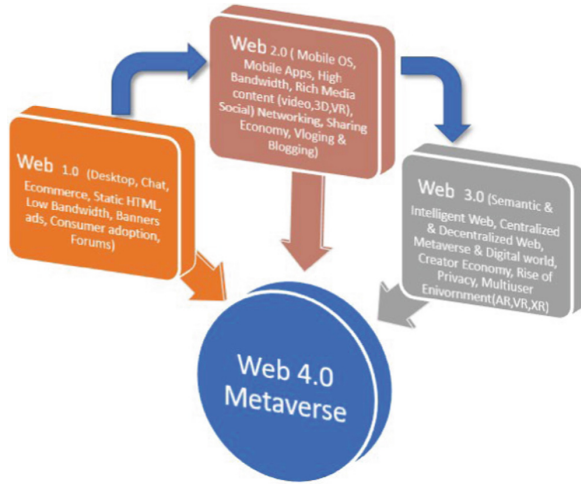 Web 1.0 (Desktop, Chat,
Ecommerce, Static HTML,
Low Bandwidth, Banners
ads, Consumer adoption,
Forums)
Web 2.0 ( Mobile OS,
Mobile Apps, High
Bandwidth, Rich Media
content (video,3D,VR),
Social) Networking, Sharing
Economy, Vloging &
Blogging)
Web 3.0 (Semantic &
Intelligent Web, Centralized
& Decentralized Web,
Metaverse & Digital world,
Creator Economy, Rise of
Privacy, Multiuser
Enivornment(AR,VR,XR)
Web 4.0
Metaverse